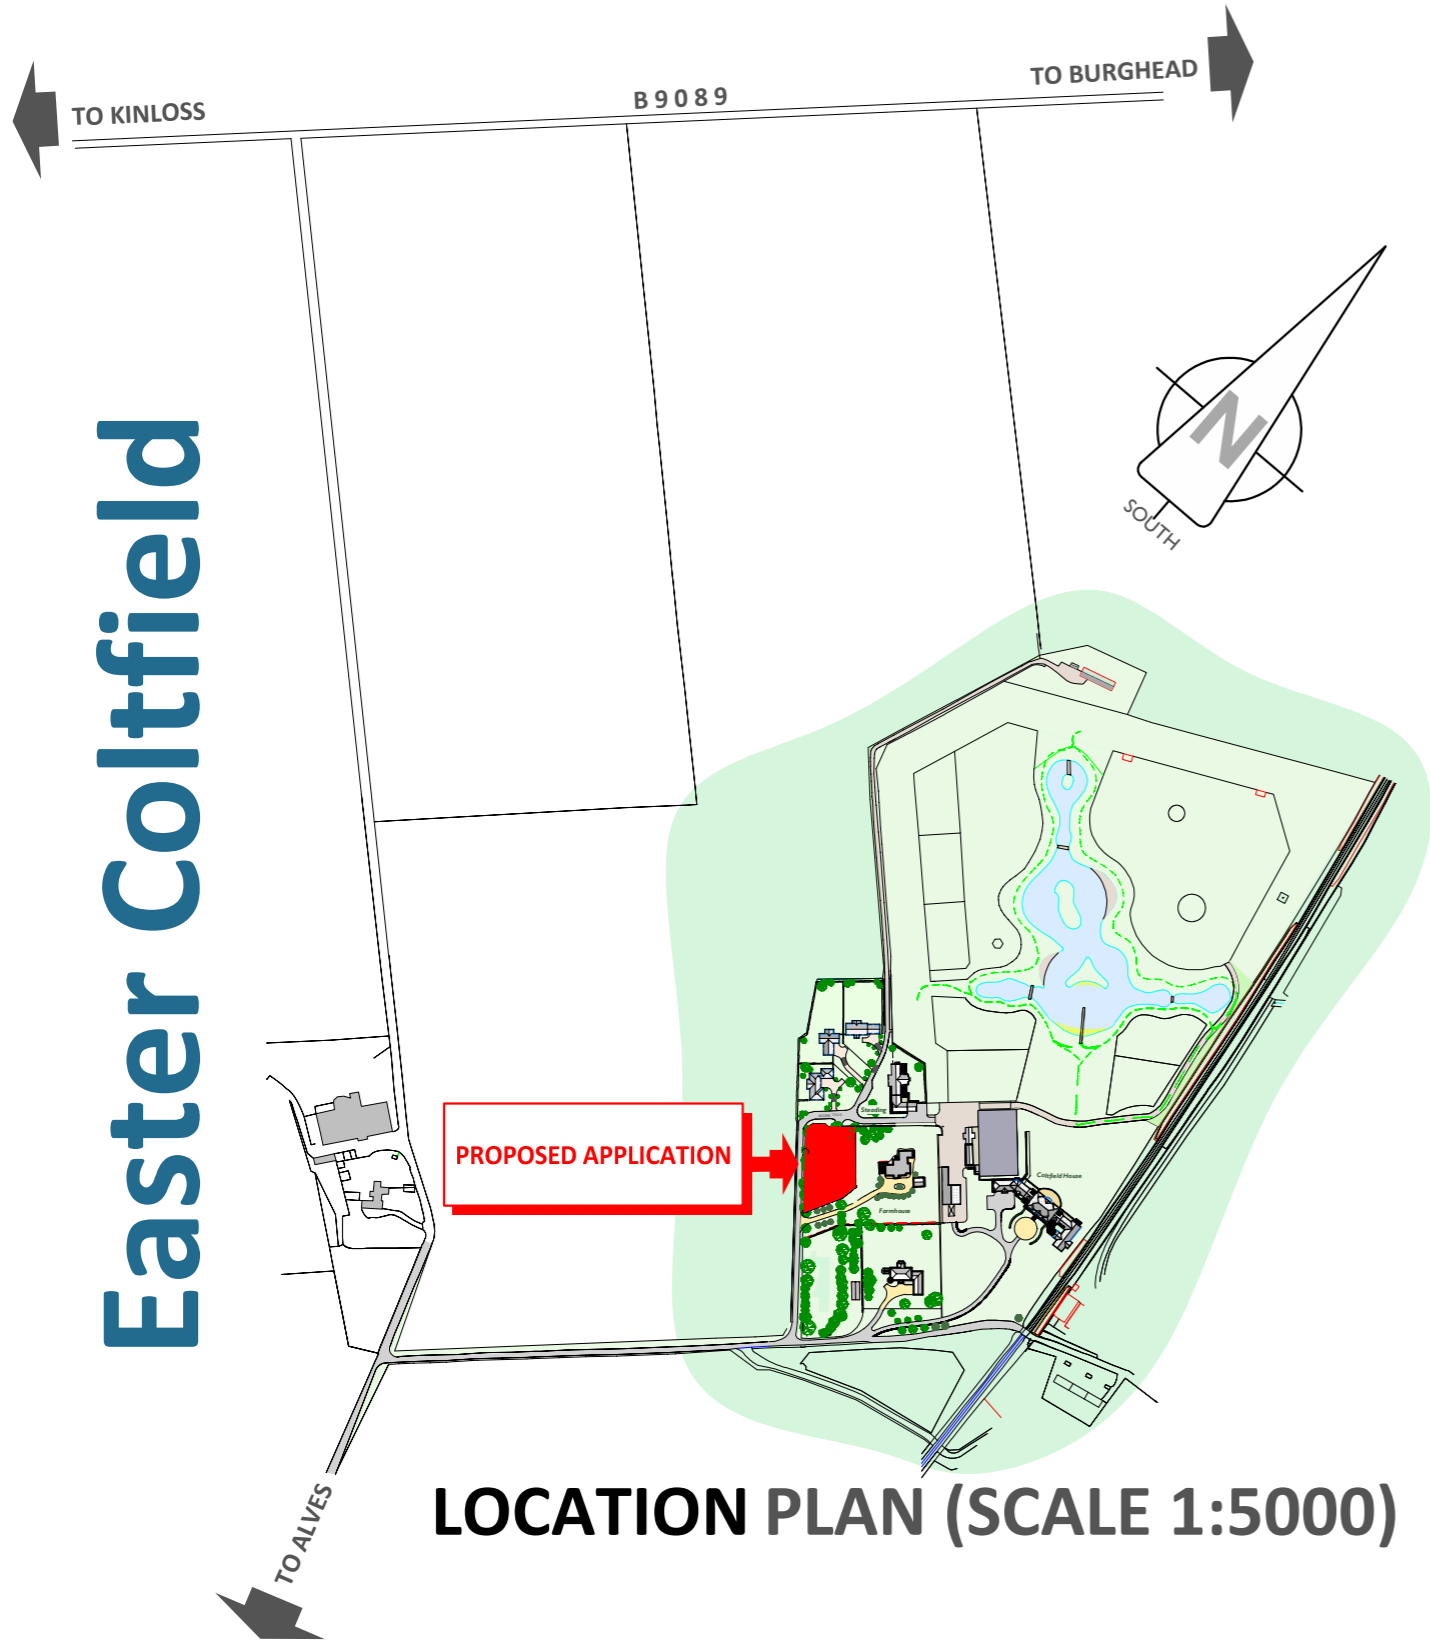 TO BURGHEAD
B9089
TO KINLOSS
N
SOUTH
Easter Coltfield
Steading
PROPOSED APPLICATION
Coltfield House
Farmhouse
TO ALVES
LOCATION PLAN (SCALE 1:5000)